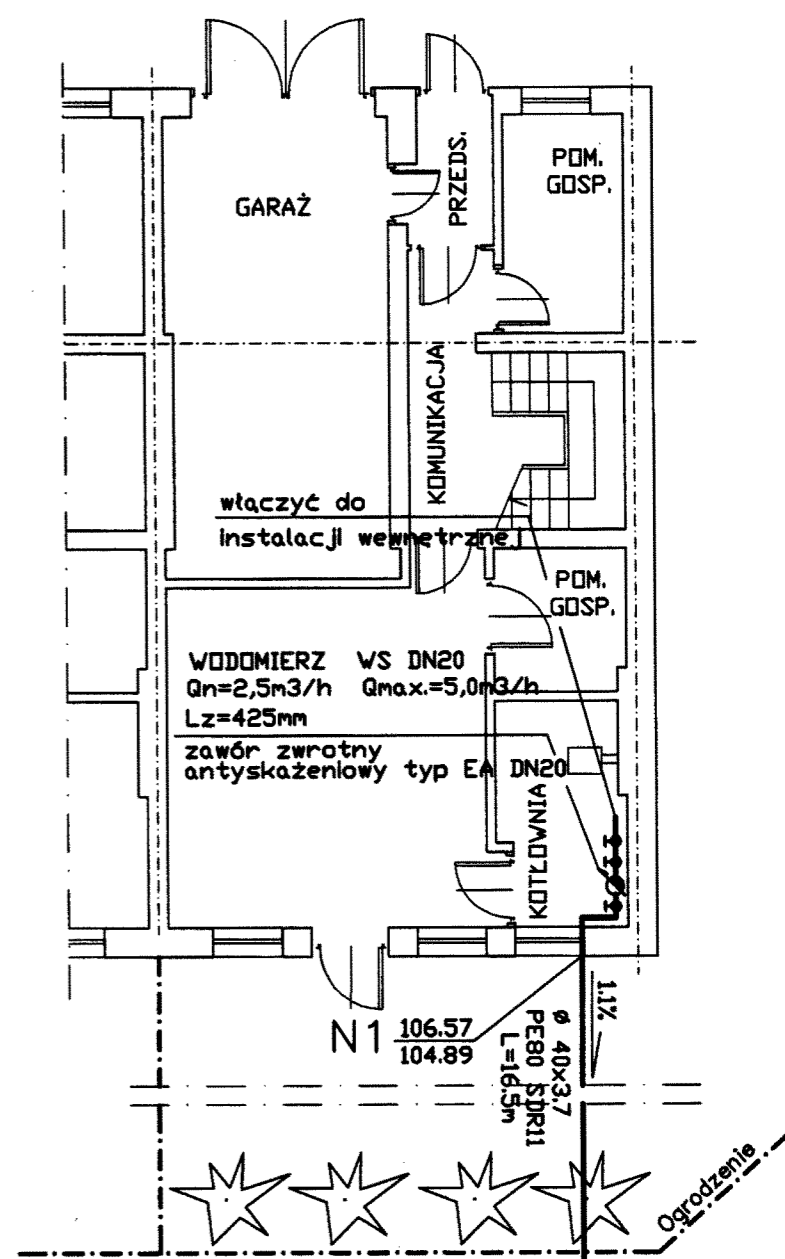 GARAŻ
PRZEDS.
POM.
GOSP.
KOMUNIKACJA
włączyć do
instalacji wewnętrznej
POM.
GOSP.
WODOMIERZ WS DN20
Qn=2,5m3/h Qmax.=5,0m3/h
Lz=425mm
zawór zwrotny
antyskażeniowy typ EA DN20
KOTŁOWNIA
N1 106.57
104.89
1.1%
ø 40x3.7
PE80 SDR11
L=16.5m
Ogrodzenie